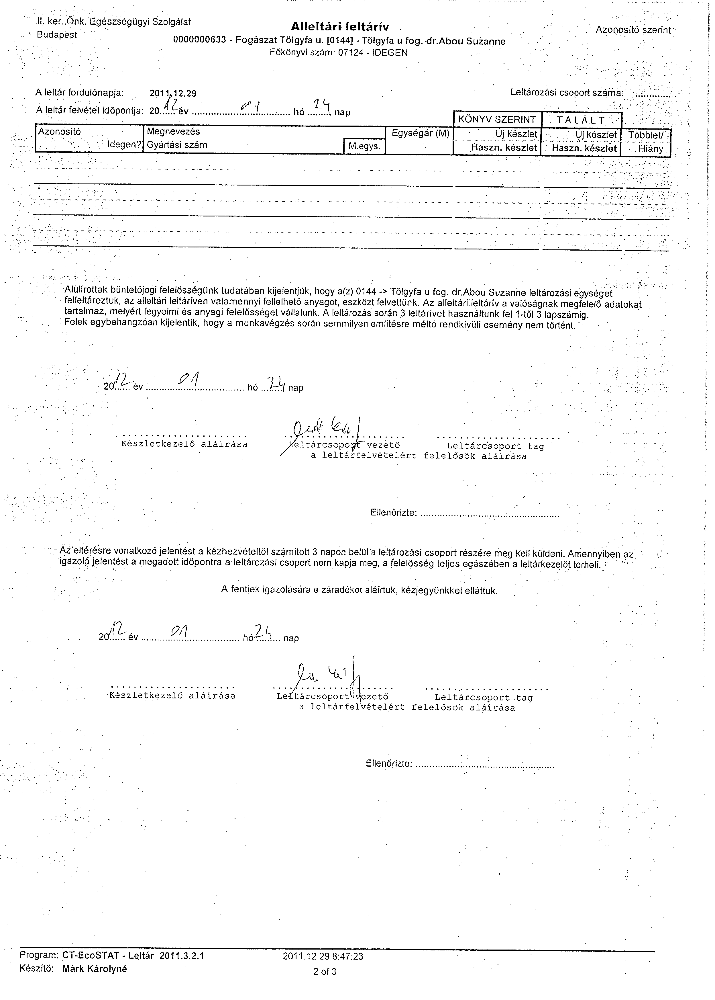 II. ker. Önk. Egészségügyi Szolgálat
Budapest
Alleltári leltárív
0000000633 - Fogászat Tölgyfa u. [0144] - Tölgyfa u fog. dr.Abou Suzanne
Főkönyvi szám: 07124 - IDEGEN
Azonosító szerint
A leltár fordulónapja: 2011.12.29
Leltározási csoport száma: ..............
A leltár felvétel időpontja: 2012 év 01 hó 24 nap
KÖNYV SZERINT TALÁLT
Azonosító Megnevezés Egységár (M) Új készlet Új készlet Többlet/
Idegen? Gyártási szám M.egys. Haszn. készlet Haszn. készlet Hiány
Alulírottak büntetőjogi felelősségünk tudatában kijelentjük, hogy a(z) 0144 -> Tölgyfa u fog. dr.Abou Suzanne leltározási egységet
felleltároztuk, az alleltári leltáríven valamennyi fellelhető anyagot, eszközt felvettünk. Az alleltári leltárív a valóságnak megfelelő adatokat
tartalmaz, melyért fegyelmi és anyagi felelősséget vállalunk. A leltározás során 3 leltárívet használtunk fel 1-től 3 lapszámig.
Felek egybehangzóan kijelentik, hogy a munkavégzés során semmilyen említésre méltó rendkívüli esemény nem történt.
2012 év 01 hó 24 nap
Készletkezelő aláírása Leltárcsoport vezető Leltárcsoport tag
a leltárfelvételért felelősök aláírása
Ellenőrizte: ..................................................
Az eltérésre vonatkozó jelentést a kézhezvételtől számított 3 napon belül a leltározási csoport részére meg kell küldeni. Amennyiben az
igazoló jelentést a megadott időpontra a leltározási csoport nem kapja meg, a felelősség teljes egészében a leltárkezelőt terheli.
A fentiek igazolására e záradékot aláírtuk, kézjegyünkkel elláttuk.
2012 év 01 hó 24 nap
Készletkezelő aláírása Leltárcsoport vezető Leltárcsoport tag
a leltárfelvételért felelősök aláírása
Ellenőrizte: ..................................................
Program: CT-EcoSTAT - Leltár 2011.3.2.1 2011.12.29 8:47:23
Készítő: Márk Károlyné 2 of 3